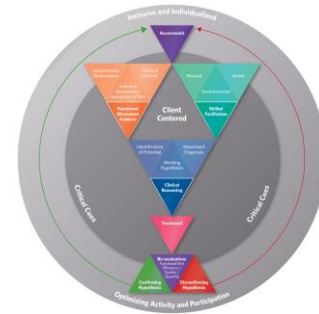 Inclusive and Individualized
Assessment
Manual
Verbal
Environmental
Skilled
Facilitation
Functional
Movement
Analysis
Client
Centered
Identification
of Potential
Movement
Diagnosis
Working
Hypothesis
Clinical
Reasoning
Treatment
Critical Cues
Critical Cues
Re-evaluation
Confirming
Hypothesis
Disconfirming
Hypothesis
Optimizing Activity and Participation